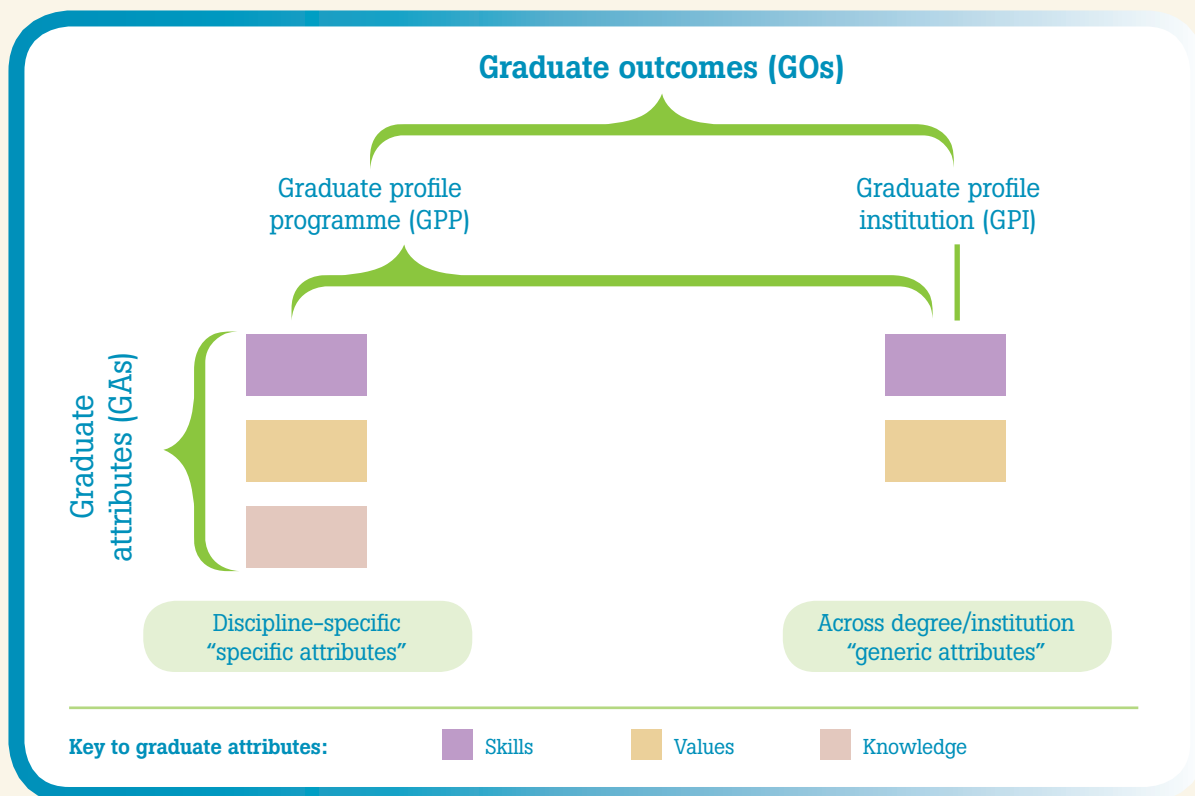 Graduate outcomes (GOs)
Graduate profile
programme (GPP)
Graduate profile
institution (GPI)
Graduate
attributes (GAs)
Discipline-specific
“specific attributes”
Across degree/institution
“generic attributes”
Key to graduate attributes:
Skills
Values
Knowledge